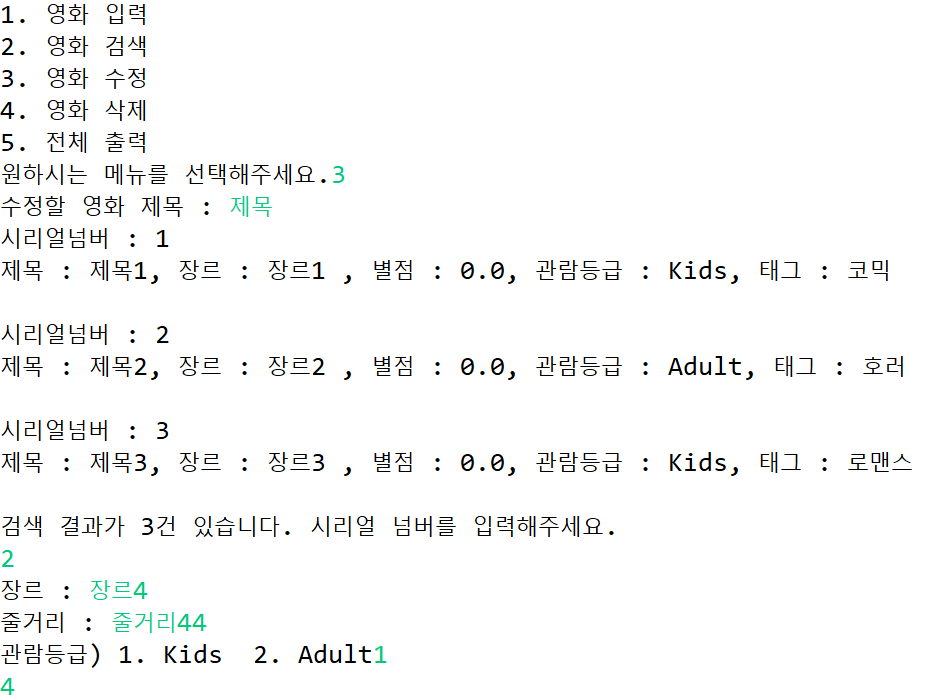 1. 영화 입력
2. 영화 검색
3. 영화 수정
4. 영화 삭제
5. 전체 출력
원하시는 메뉴를 선택해주세요.3
수정할 영화 제목 : 제목
시리얼넘버 : 1
제목 : 제목1, 장르 : 장르1 , 별점 : 0.0, 관람등급 : Kids, 태그 : 코믹
시리얼넘버 : 2
제목 : 제목2, 장르 : 장르2 , 별점 : 0.0, 관람등급 : Adult, 태그 : 호러
시리얼넘버 : 3
제목 : 제목3, 장르 : 장르3 , 별점 : 0.0, 관람등급 : Kids, 태그 : 로맨스
검색 결과가 3건 있습니다. 시리얼 넘버를 입력해주세요.
2
장르 : 장르4
줄거리 : 줄거리44
관람등급) 1. Kids  2. Adult1
4